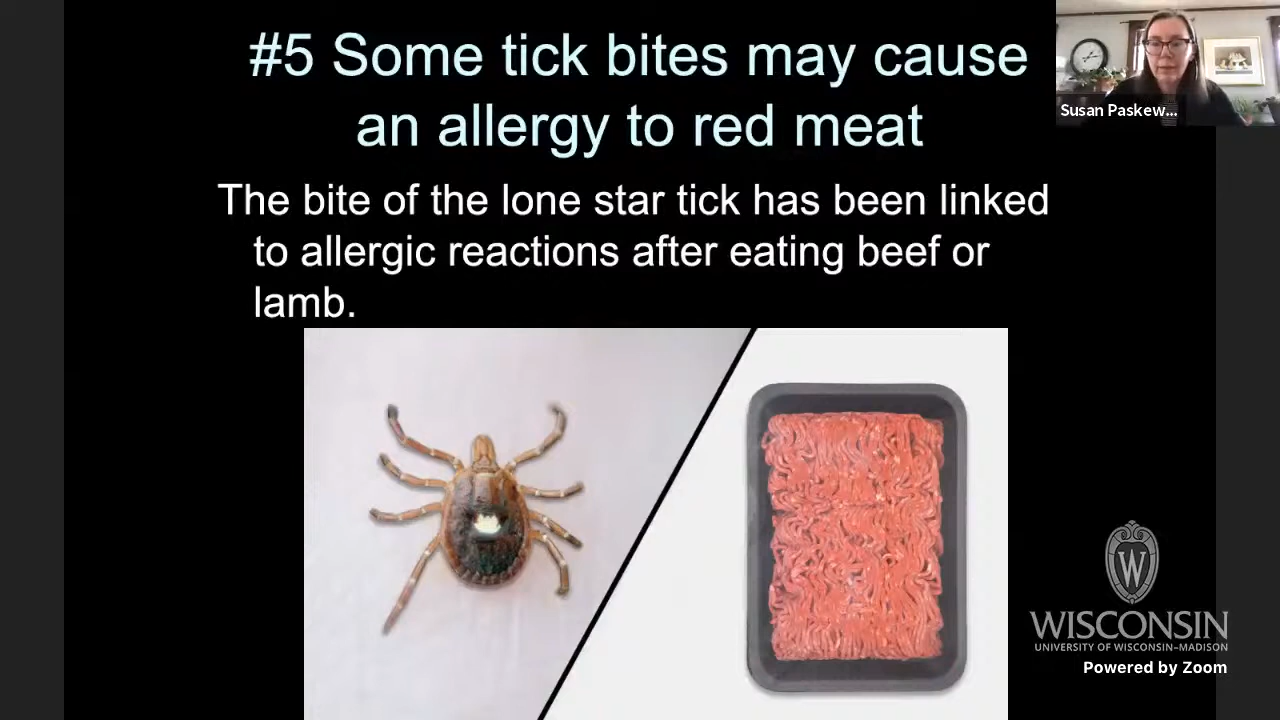 #5 Some tick bites may cause
an allergy to red meat
Susan Paskew...
The bite of the lone star tick has been linked
to allergic reactions after eating beef or
lamb.
W
WISCONSIN
UNIVERSITY OF WISCONSIN–MADISON
Powered by Zoom